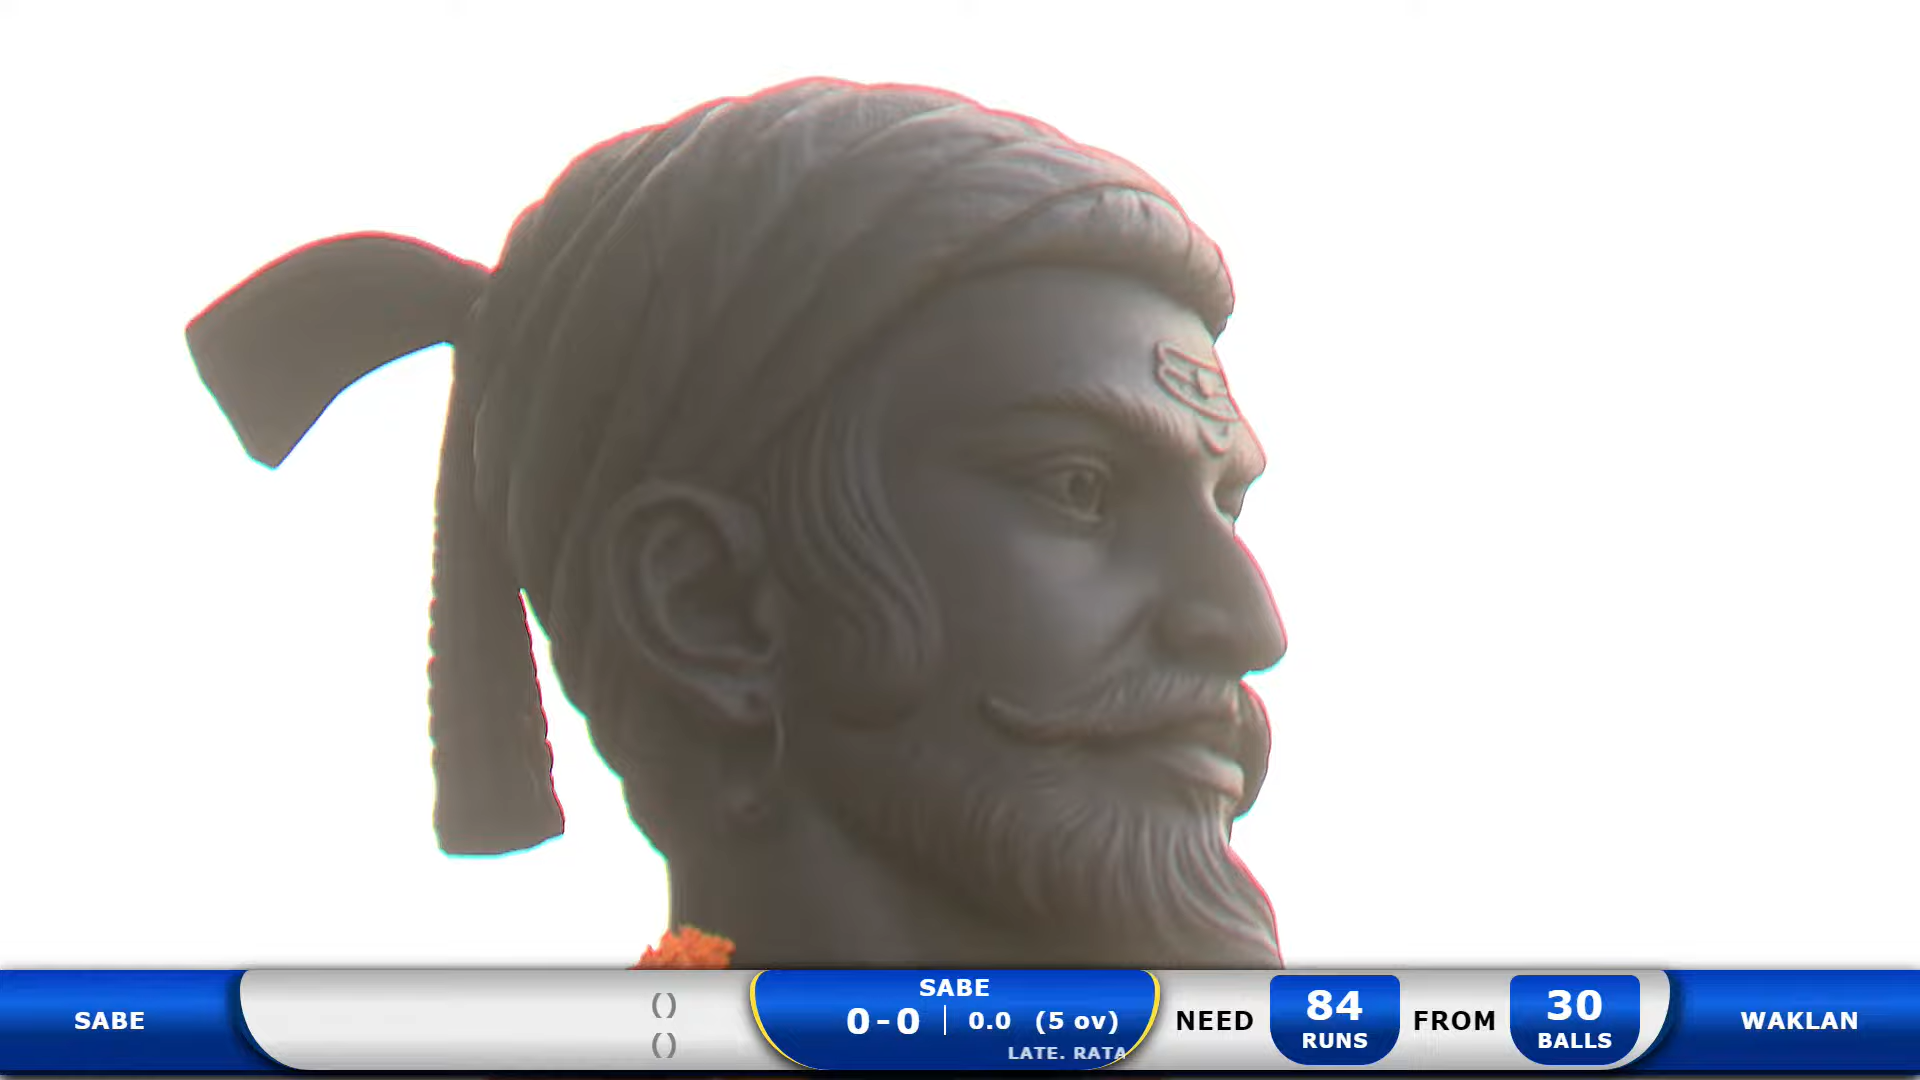 SABE
()
()
SABE
0-0 | 0.0 (5 ov)
LATE. RATA
NEED
84
RUNS
FROM
30
BALLS
WAKLAN